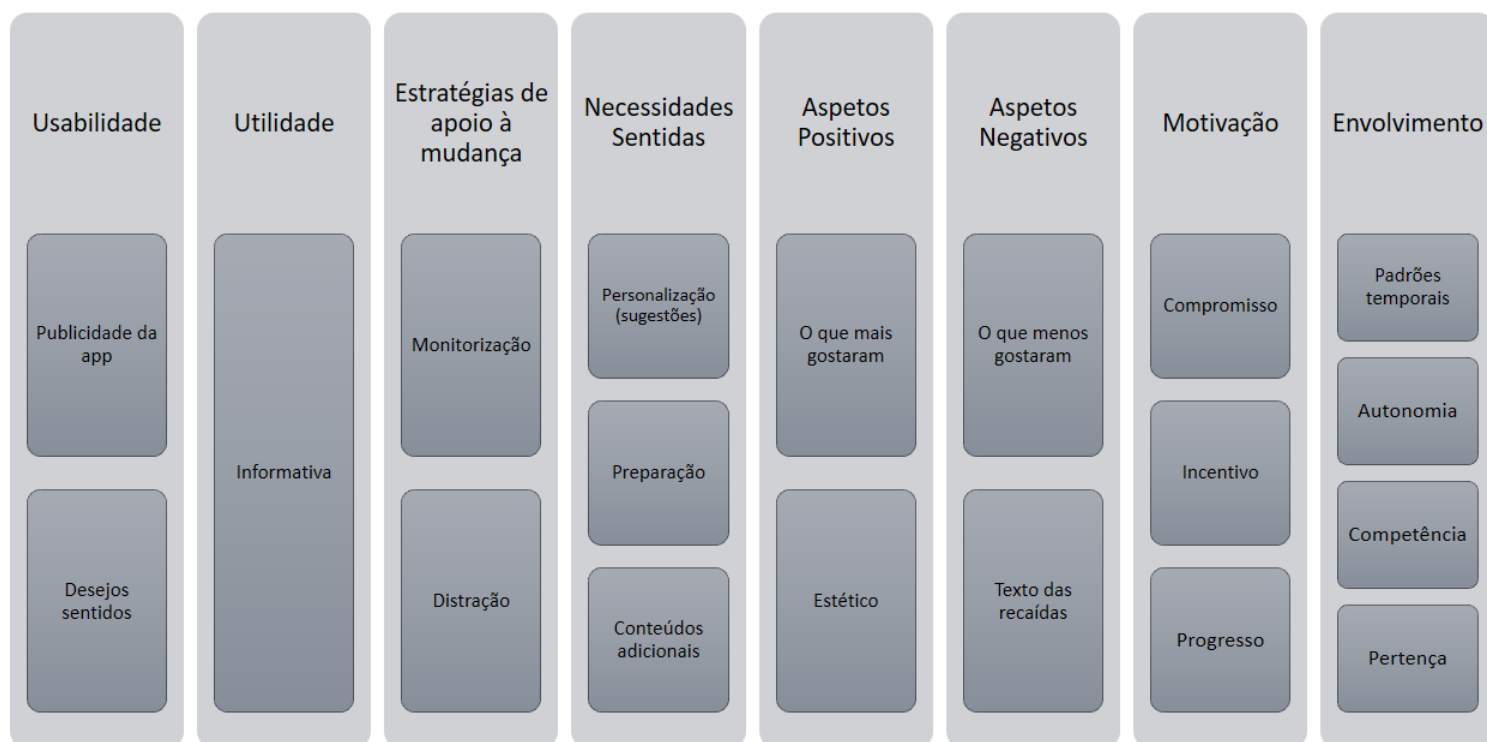 Usabilidade
Publicidade da
app
Desejos
sentidos
Utilidade
Informativa
Estratégias de
apoio à
mudança
Monitorização
Distração
Necessidades
Sentidas
Personalização
(sugestões)
Preparação
Conteúdos
adicionais
Aspetos
Positivos
O que mais
gostaram
Estético
Aspetos
Negativos
O que menos
gostaram
Texto das
recaídas
Motivação
Compromisso
Incentivo
Progresso
Envolvimento
Padrões
temporais
Autonomia
Competência
Pertença